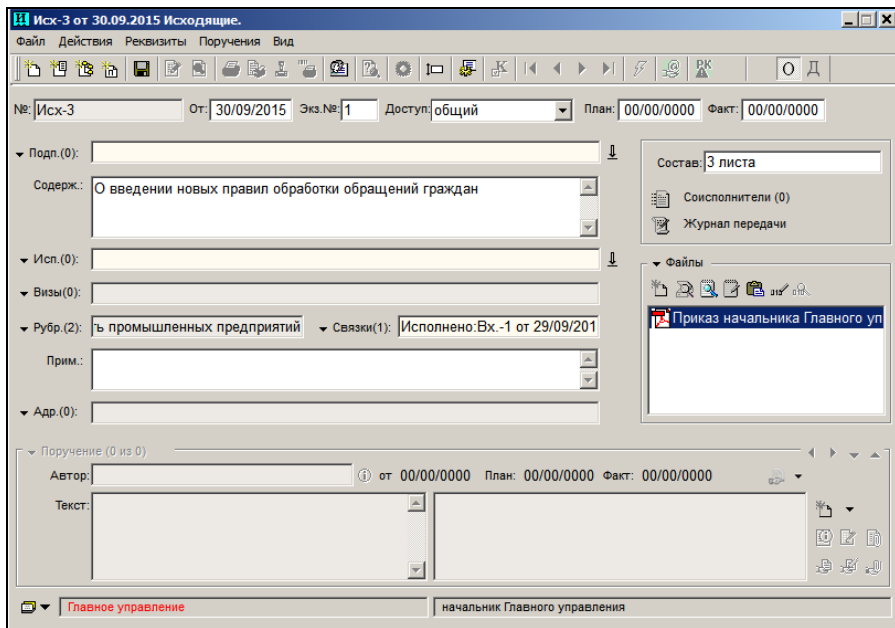 Исх-3 от 30.09.2015 Исходящие.
Файл Действия Реквизиты Поручения Вид
О Д
№: Исх-3 От: 30/09/2015 Экз.№: 1 Доступ: общий План: 00/00/0000 Факт: 00/00/0000
Подп.(0):
Состав: 3 листа
Содерж.: О введении новых правил обработки обращений граждан
Соисполнители (0)
Журнал передачи
Исп.(0):
Файлы
Визы(0):
Рубр.(2): ь промышленных предприятий Связки(1): Исполнено:Вх.-1 от 29/09/201
Приказ начальника Главного уп
Прим.:
Адр.(0):
Поручение (0 из 0)
Автор: от 00/00/0000 План: 00/00/0000 Факт: 00/00/0000
Текст:
Главное управление начальник Главного управления